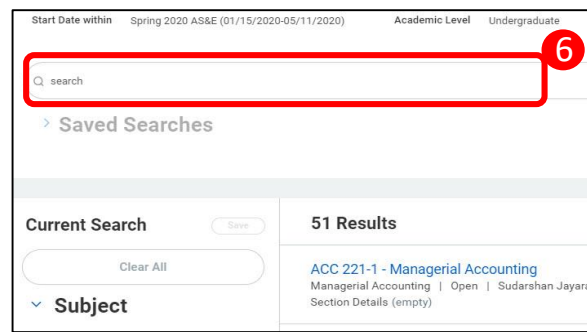 Start Date within Spring 2020 AS&E (01/15/2020-05/11/2020) Academic Level Undergraduate
6
search
Saved Searches
Current Search Save 51 Results
Clear All
ACC 221-1 - Managerial Accounting
Managerial Accounting | Open | Sudarshan Jayara
Section Details (empty)
Subject